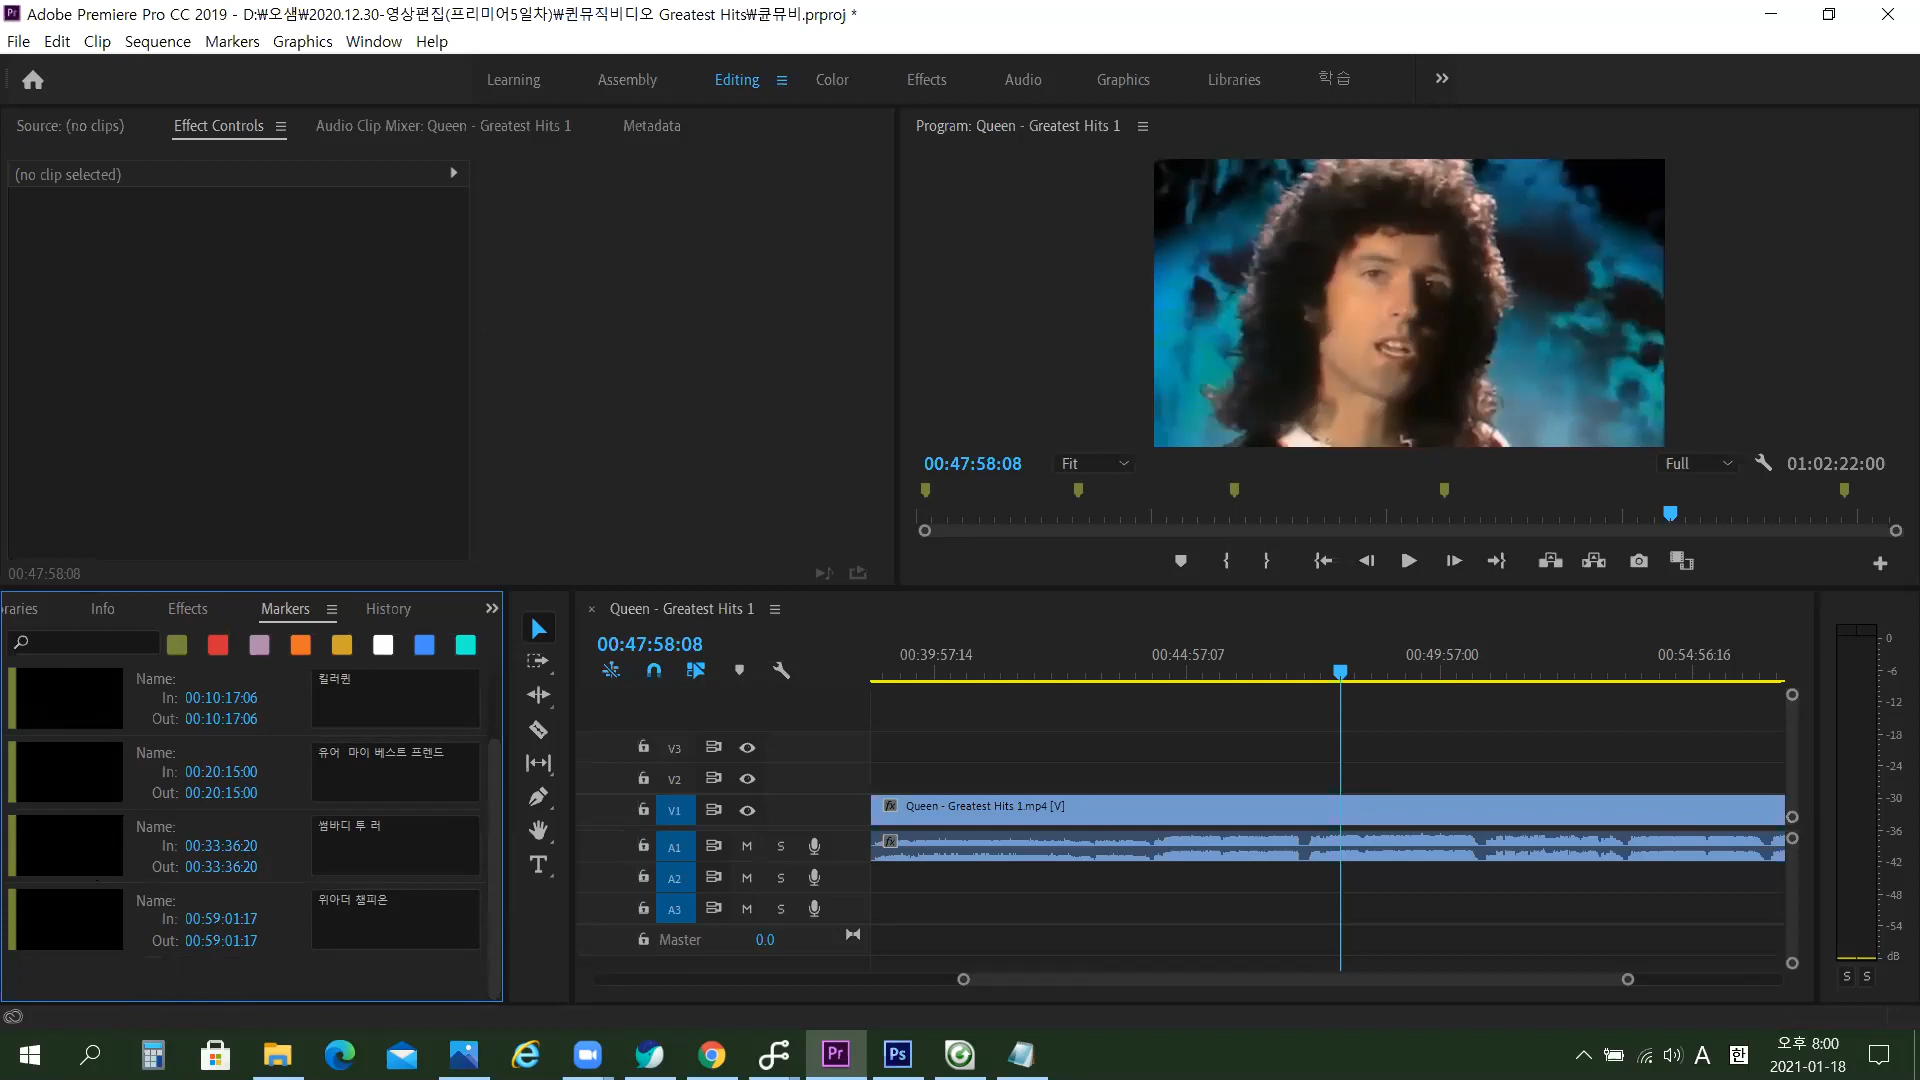 Adobe Premiere Pro CC 2019 - D:₩오샘₩2020.12.30-영상편집(프리미어5일차)₩퀸뮤직비디오 Greatest Hits₩큔뮤비.prproj *
File Edit Clip Sequence Markers Graphics Window Help
Learning Assembly Editing Color Effects Audio Graphics Libraries 학습
Source: (no clips) Effect Controls Audio Clip Mixer: Queen - Greatest Hits 1 Metadata
(no clip selected)
00:47:58:08
Program: Queen - Greatest Hits 1
00:47:58:08 Fit Full 01:02:22:00
raries Info Effects Markers History
Name: 킬러퀸
In: 00:10:17:06
Out: 00:10:17:06
Name: 유어 마이 베스트 프렌드
In: 00:20:15:00
Out: 00:20:15:00
Name: 썸바디 투 러
In: 00:33:36:20
Out: 00:33:36:20
Name: 위아더 챔피온
In: 00:59:01:17
Out: 00:59:01:17
× Queen - Greatest Hits 1
00:47:58:08
00:39:57:14 00:44:57:07 00:49:57:00 00:54:56:16
V3
V2
V1 fx Queen - Greatest Hits 1.mp4 [V]
A1 M S fx
A2 M S
A3 M S
Master 0.0
0
-6
-12
-18
-24
-30
-36
-42
-48
-54
dB
S S
Pr Ps A 한
오후 8:00
2021-01-18